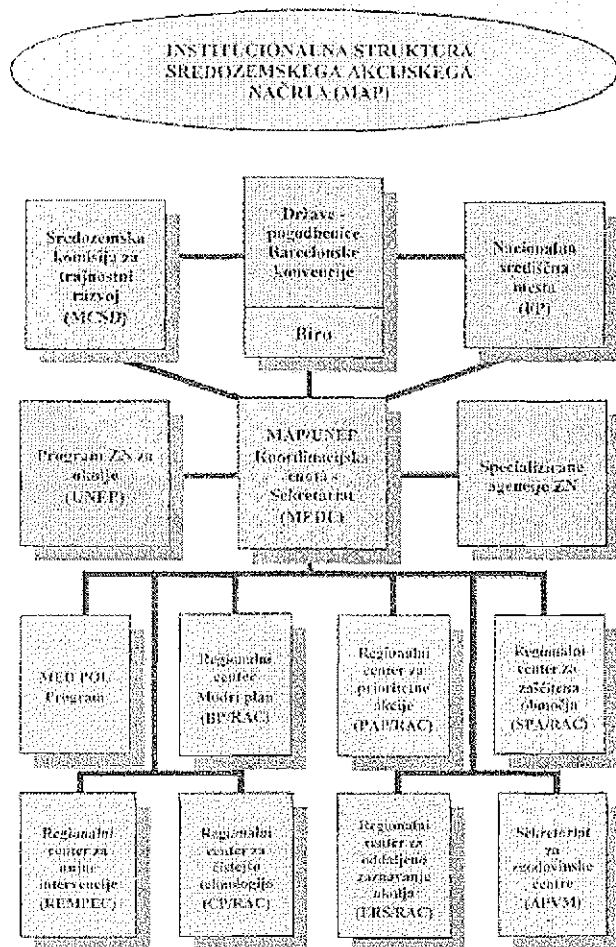 INSTITUCIONALNA STRUKTURA
SREDOZEMSKEGA AKCIJSKEGA
NAČRTA (MAP)
Sredozemska
komisija za
trajnostni
razvoj
(MCSD)
Države -
pogodbenice
Barcelonske
konvencije
Biro
Nacionalna
središčna
mesta
(FP)
Program ZN za
okolje
(UNEP)
MAP/UNEP
Koordinacijska
enota -
Sekretariat
(MEDU)
Specializirane
agencije ZN
MED POL
Program
Regionalni
center
Modri plan
(BP/RAC)
Regionalni
center za
prioritetne
akcije
(PAP/RAC)
Regionalni
center za
zaščitena
območja
(SPA/RAC)
Regionalni
center za
nujne
intervencije
(REMPEC)
Regionalni
center za
čistejšo
tehnologijo
(CP/RAC)
Regionalni
center za
oddaljeno
zaznavanje
okolja
(ERS/RAC)
Sekretariat
za
zgodovinske
centre
(APVM)